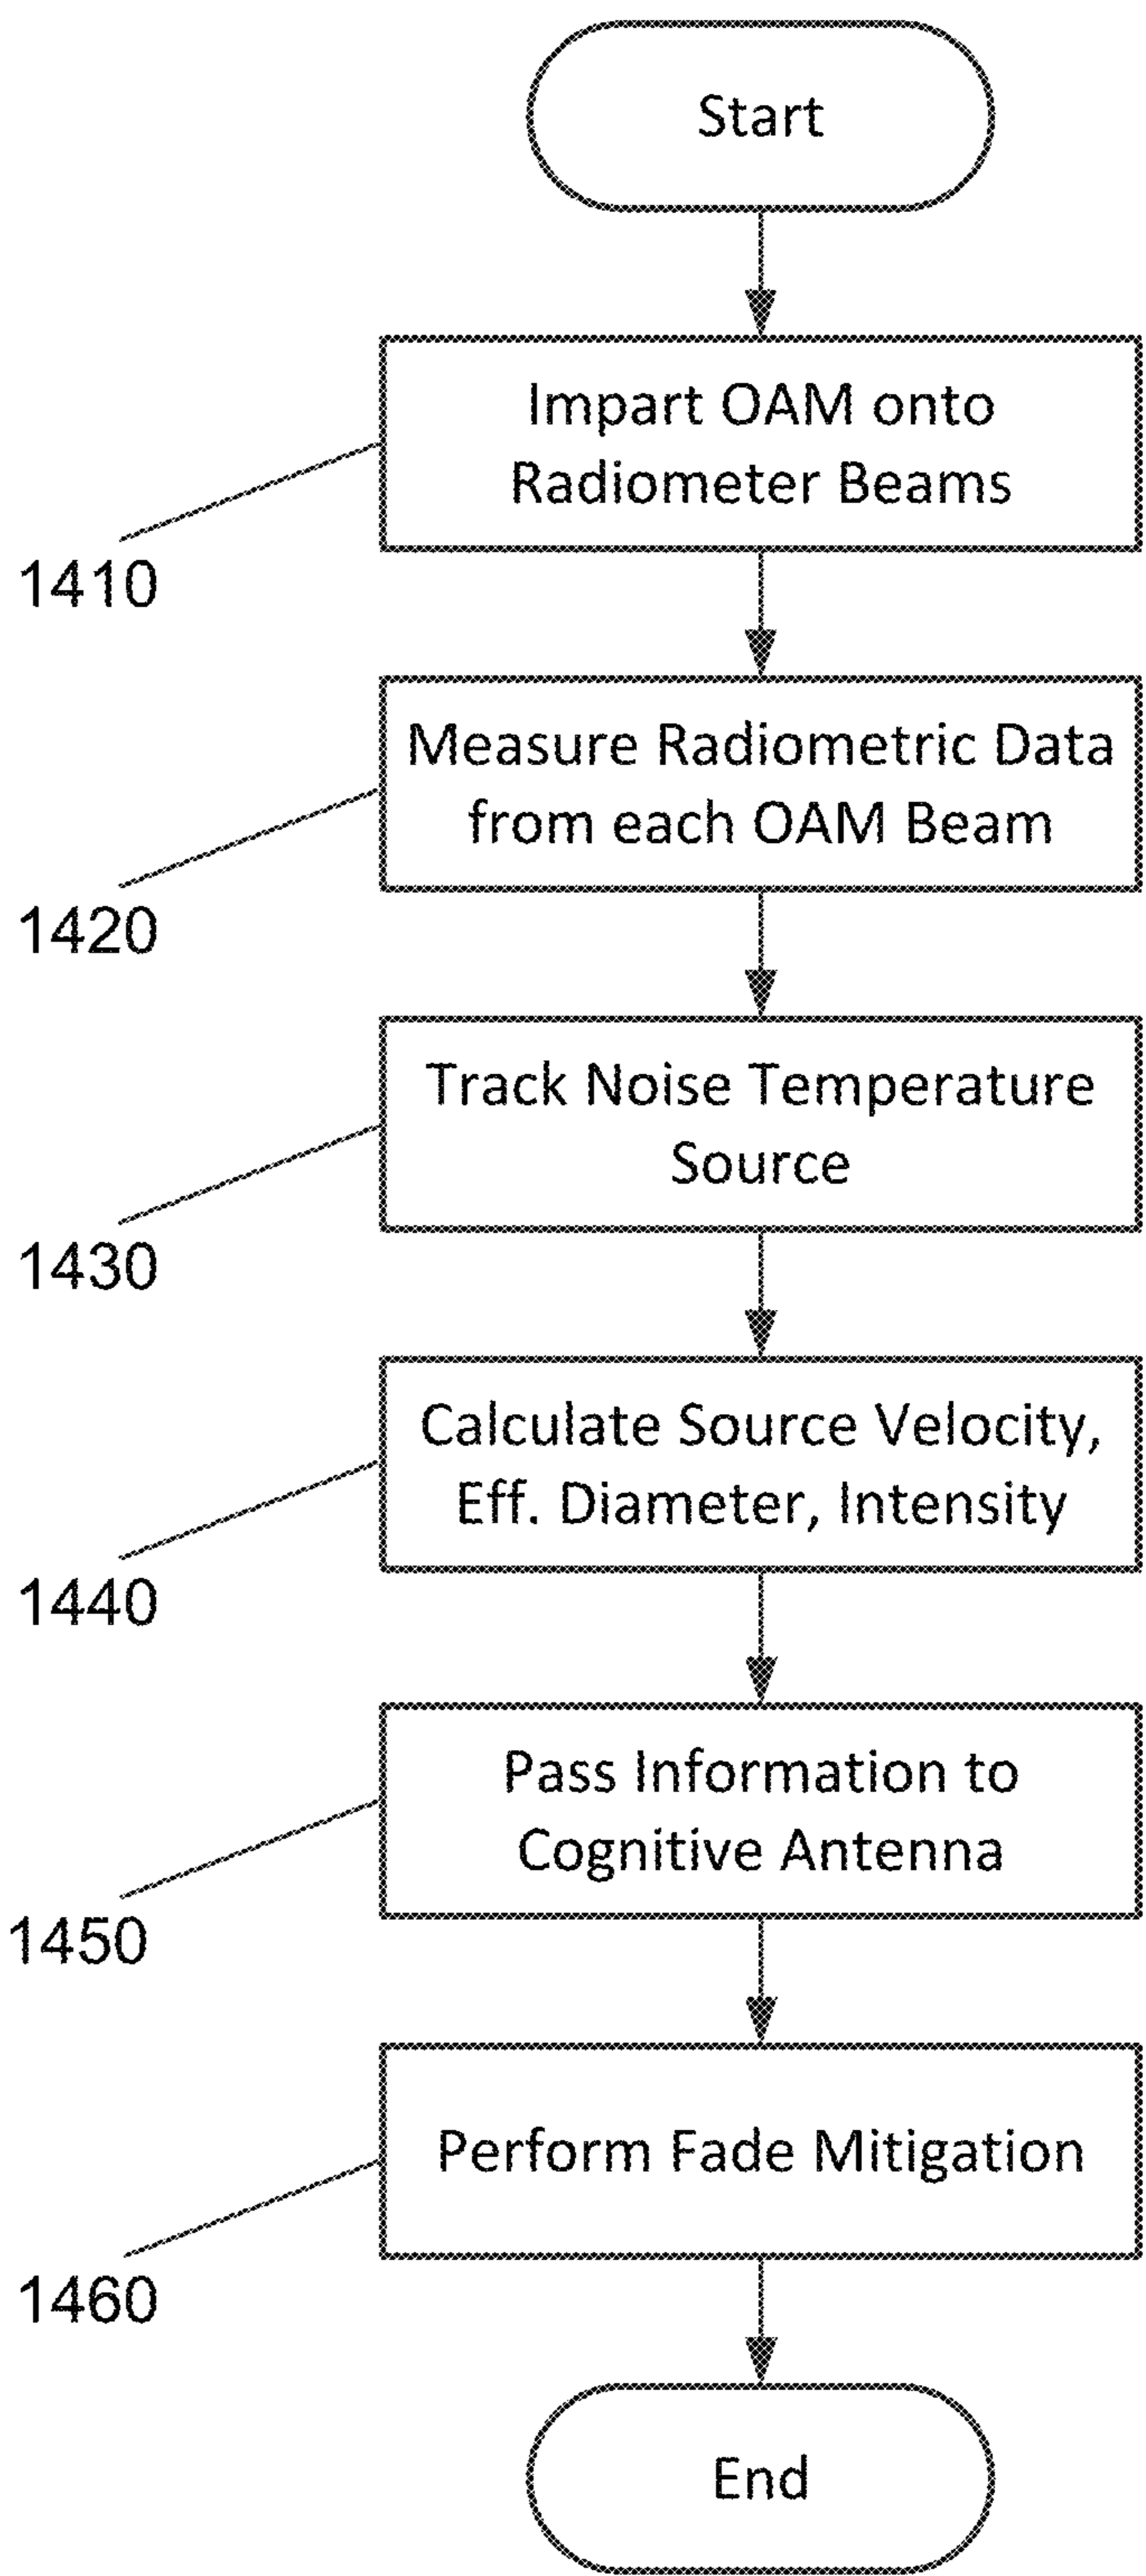 Start
Impart OAM onto
Radiometer Beams
1410
Measure Radiometric Data
from each OAM Beam
1420
Track Noise Temperature
Source
1430
Calculate Source Velocity,
Eff. Diameter, Intensity
1440
Pass Information to
Cognitive Antenna
1450
Perform Fade Mitigation
1460
End